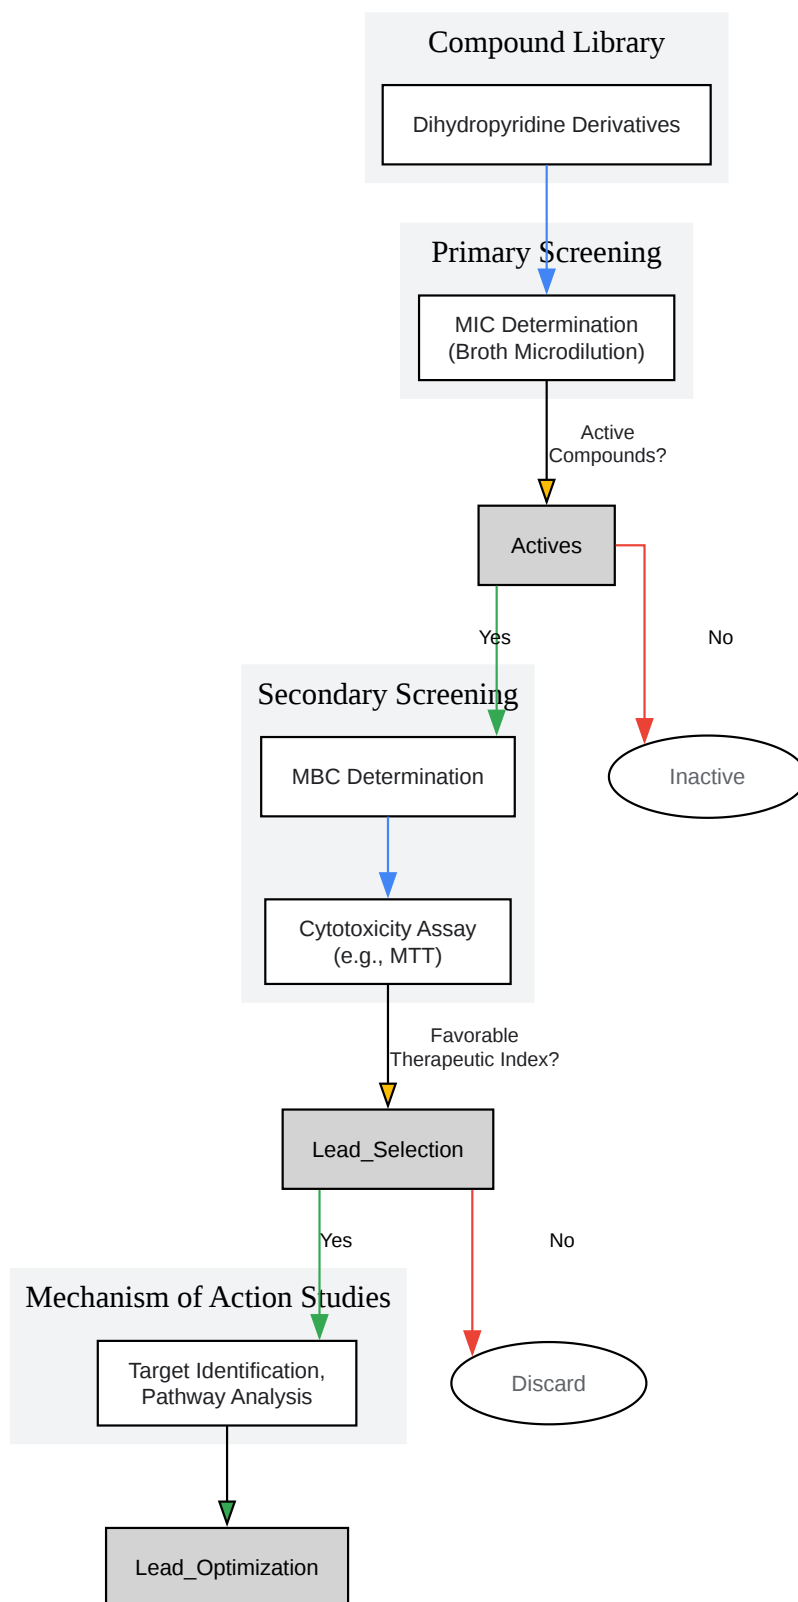 Compound Library
Dihydropyridine Derivatives
Primary Screening
MIC Determination
(Broth Microdilution)
Active
Compounds?
Actives
Yes
No
Secondary Screening
MBC Determination
Inactive
Cytotoxicity Assay
(e.g., MTT)
Favorable
Therapeutic Index?
Lead_Selection
Yes
No
Mechanism of Action Studies
Target Identification,
Pathway Analysis
Discard
Lead_Optimization